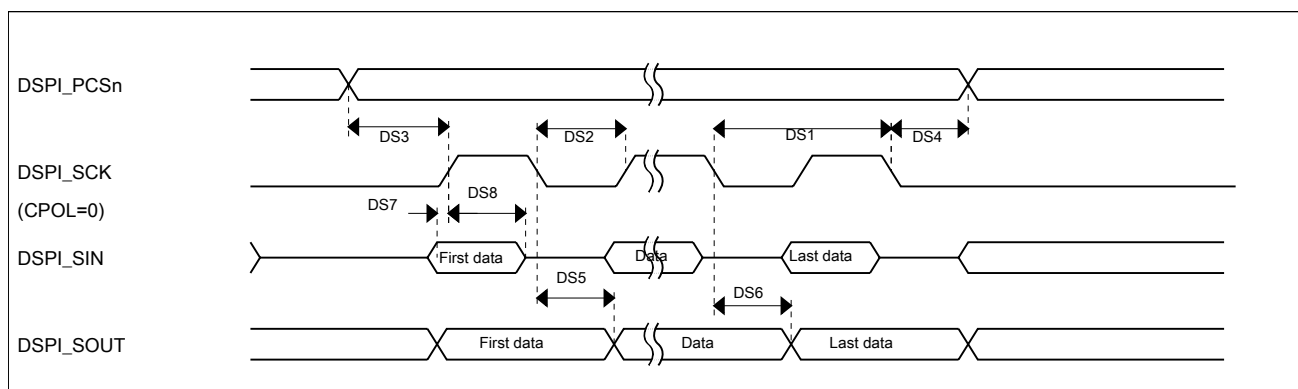 DSPI_PCSn
DS3
DS2
DS1
DS4
DSPI_SCK
(CPOL=0)
DS7
DS8
DSPI_SIN
First data
Data
Last data
DS5
DS6
DSPI_SOUT
First data
Data
Last data